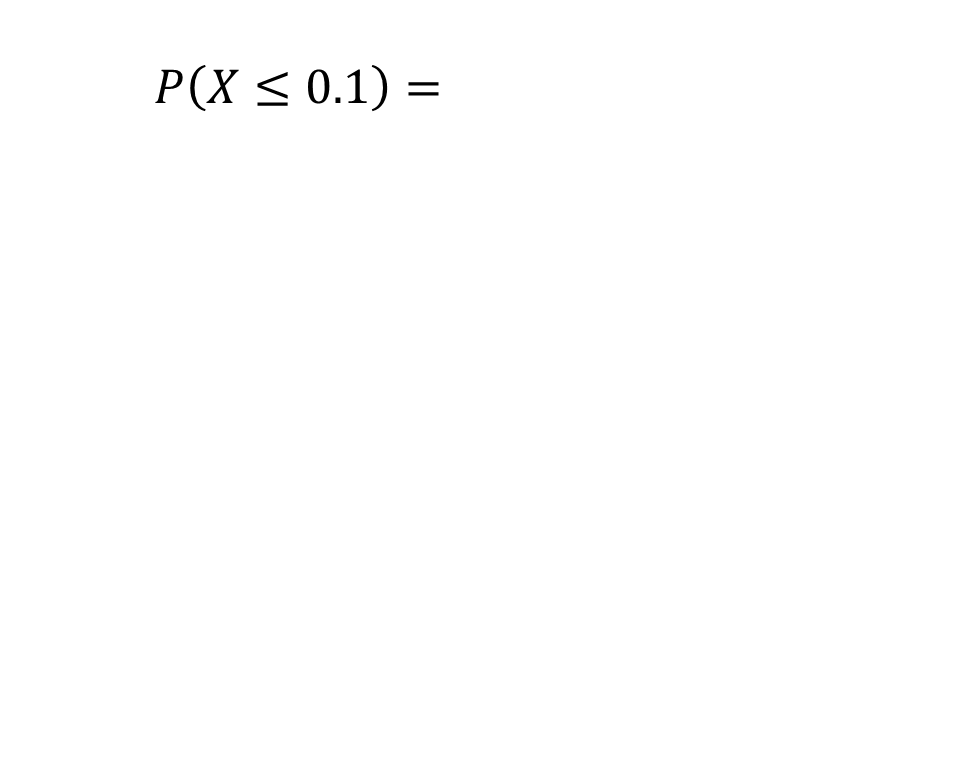 P(X ≤ 0.1) =